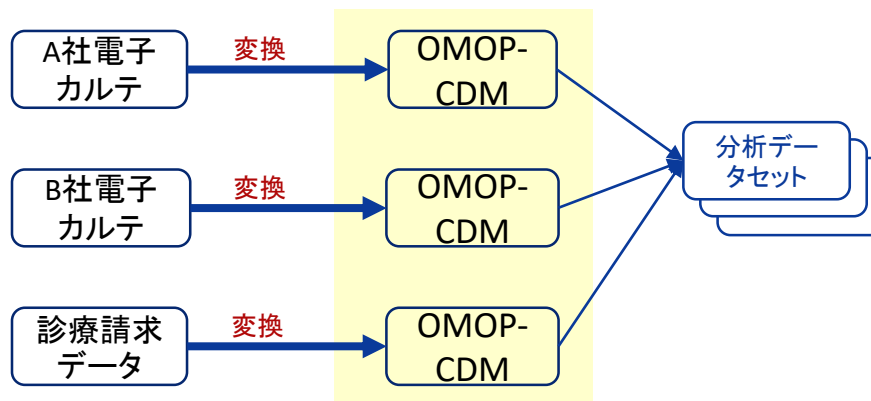 A社電子
カルテ
変換
OMOP-
CDM
B社電子
カルテ
変換
OMOP-
CDM
診療請求
データ
変換
OMOP-
CDM
分析デー
タセット